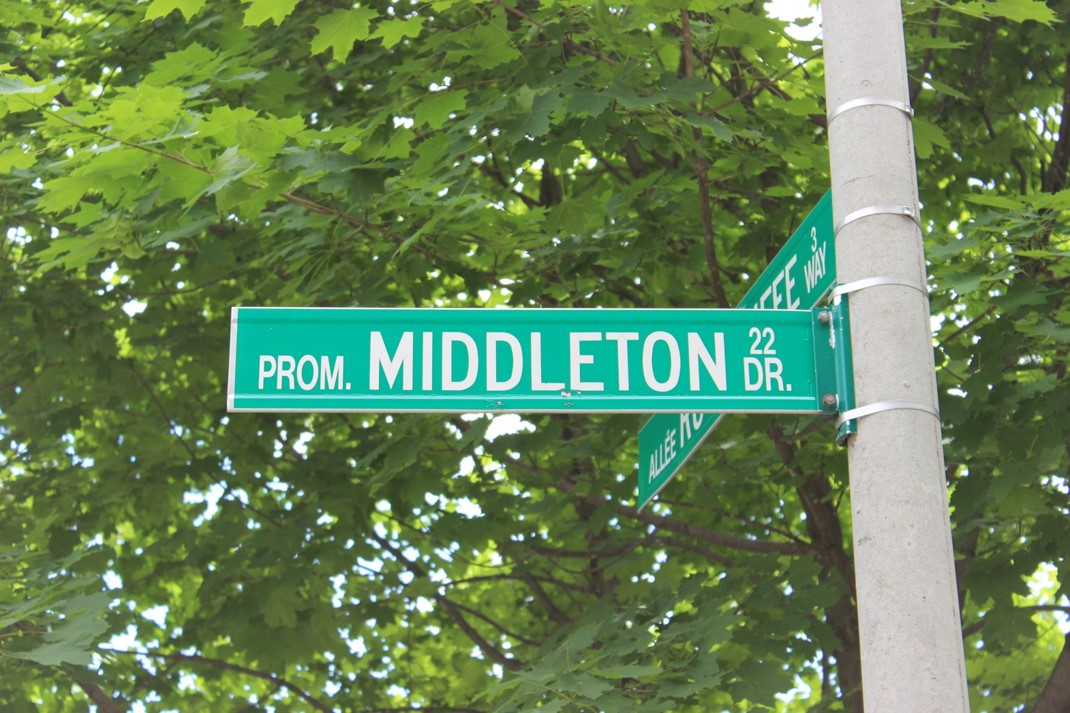 PROM. MIDDLETON DR.
22
ALLÉE
WAY
3